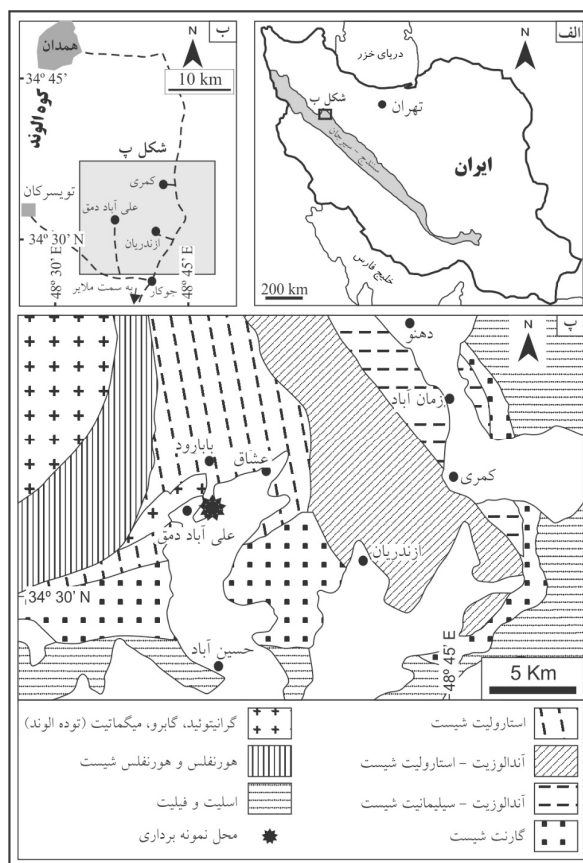 الف
N
دریای خزر
شکل ب
تهران
سنندج - سیرجان
ایران
خلیج فارس
200 km
ب
N
همدان
10 km
34º 45'
کوه الوند
شکل پ
کمری
تویسرکان
علی آباد دمق
ازندریان
34º 30' N
جوکار
به سمت ملایر
48º 30' E
48º 45' E
پ
N
دهنو
زمان آباد
بابارود
عشاق
کمری
علی آباد دمق
ازندریان
34º 30' N
حسین آباد
48º 45' E
5 Km
استارولیت شیست
گرانیتوئید، گابرو، میگماتیت (توده الوند)
آندالوزیت - استارولیت شیست
هورنفلس و هورنفلس شیست
آندالوزیت - سیلیمانیت شیست
اسلیت و فیلیت
گارنت شیست
محل نمونه برداری